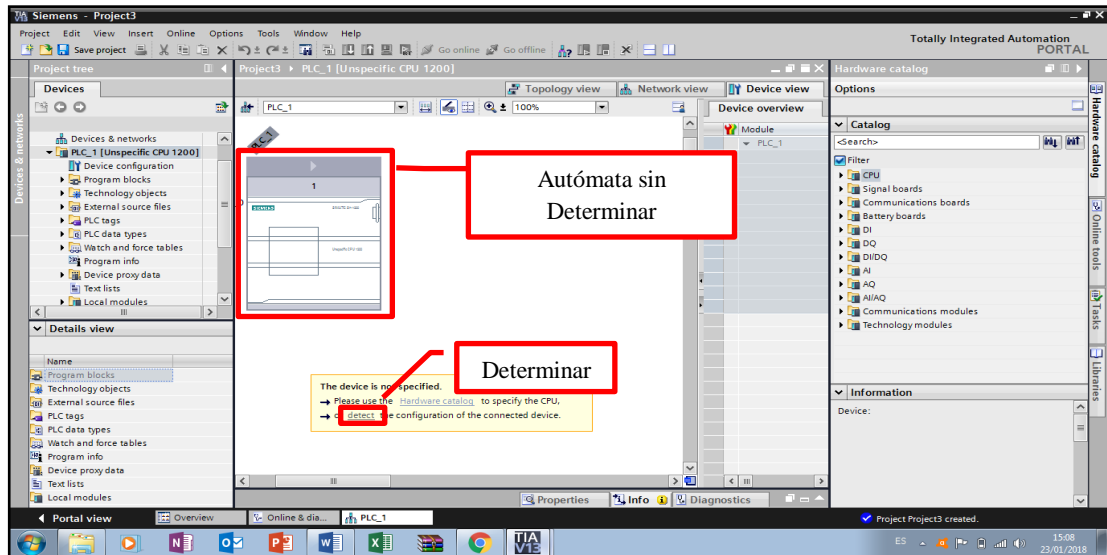 Siemens - Project3
Project Edit View Insert Online Options Tools Window Help
Totally Integrated Automation
PORTAL
Save project
Go online
Go offline
Project tree
Project3 PLC_1 [Unspecific CPU 1200]
Hardware catalog
Devices
Topology view
Network view
Device view
Options
PLC_1
100%
Device overview
Devices & networks
PLC_1 [Unspecific CPU 1200]
Device configuration
Program blocks
Technology objects
External source files
PLC tags
PLC data types
Watch and force tables
Program info
Device proxy data
Text lists
Local modules
Details view
Name
Program blocks
Technology objects
External source files
PLC tags
PLC data types
Watch and force tables
Program info
Device proxy data
Text lists
Local modules
Devices & networks
PLC_1
1
SIEMENS
Autómata sin
Determinar
Determinar
The device is not specified.
Please use the Hardware catalog to specify the CPU,
detect the configuration of the connected device.
Module
PLC_1
Catalog
<Search>
Filter
CPU
Signal boards
Communications boards
Battery boards
DI
DQ
DI/DQ
AI
AQ
AI/AQ
Communications modules
Technology modules
Information
Device:
Hardware catalog
Online tools
Tasks
Libraries
Properties
Info
Diagnostics
Portal view
Overview
Online & dia...
PLC_1
Project Project3 created.
TIA
V13
ES
15:08
23/01/2018